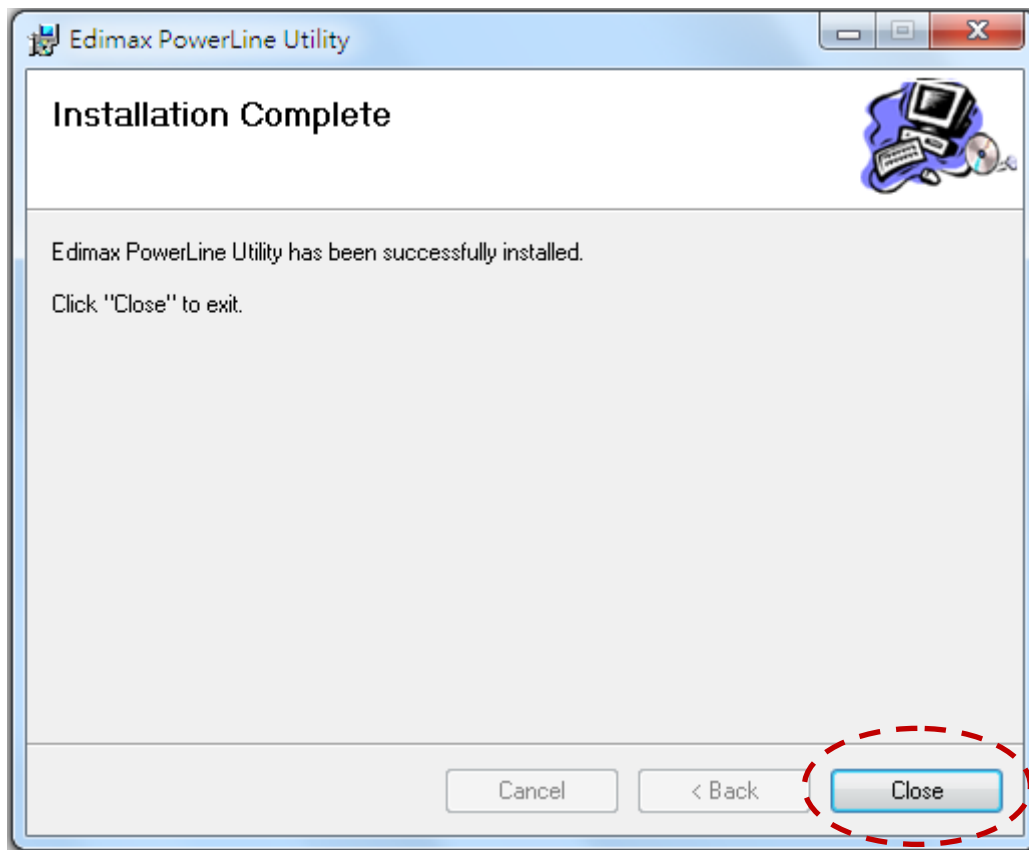 Edimax PowerLine Utility
Installation Complete
Edimax PowerLine Utility has been successfully installed.
Click "Close" to exit.
Cancel
< Back
Close